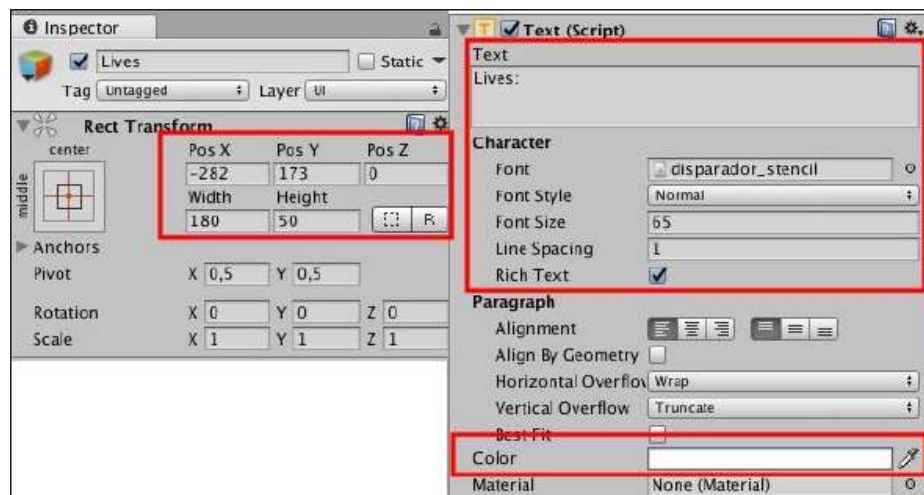 Inspector
Lives
Static
Tag Untagged Layer UI
Rect Transform
center
middle
Pos X Pos Y Pos Z
-282 173 0
Width Height
180 50 R
Anchors
Pivot X 0,5 Y 0,5
Rotation X 0 Y 0 Z 0
Scale X 1 Y 1 Z 1
T Text (Script)
Text
Lives:
Character
Font disparador_stencil
Font Style Normal
Font Size 65
Line Spacing 1
Rich Text
Paragraph
Alignment
Align By Geometry
Horizontal Overflow Wrap
Vertical Overflow Truncate
Best Fit
Color
Material None (Material)